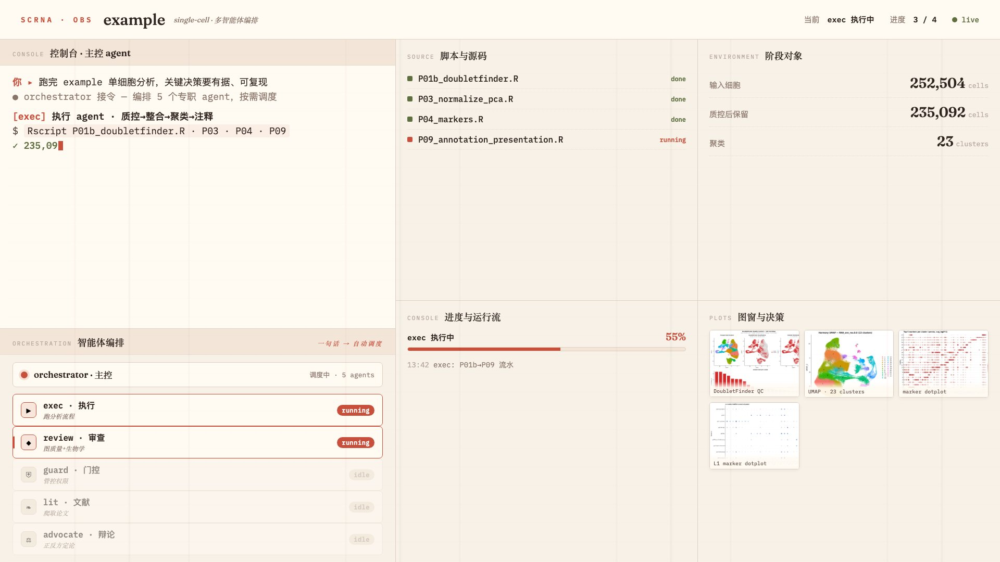 SCRNA · OBS example single-cell · 多智能体编排
当前 exec 执行中 进度 3 / 4 ● live
CONSOLE 控制台 · 主控 agent
你 ▸ 跑完 example 单细胞分析, 关键决策要有据、可复现
● orchestrator 接令 — 编排 5 个专职 agent, 按需调度
[exec] 执行 agent · 质控→整合→聚类→注释
$ Rscript P01b_doubletfinder.R · P03 · P04 · P09
✓ 235,09
ORCHESTRATION 智能体编排 一句话 → 自动调度
orchestrator · 主控 调度中 · 5 agents
exec · 执行 running
跑分析流程
review · 审查 running
图质量+生物学
guard · 门控 idle
管控权限
lit · 文献 idle
爬取论文
advocate · 辩论 idle
正反方定论
SOURCE 脚本与源码
P01b_doubletfinder.R done
P03_normalize_pca.R done
P04_markers.R done
P09_annotation_presentation.R running
ENVIRONMENT 阶段对象
输入细胞 252,504 cells
质控后保留 235,092 cells
聚类 23 clusters
CONSOLE 进度与运行流
exec 执行中 55%
13:42 exec: P01b→P09 流水
PLOTS 图窗与决策
DoubletFinder QC
UMAP · 23 clusters
marker dotplot
L1 marker dotplot